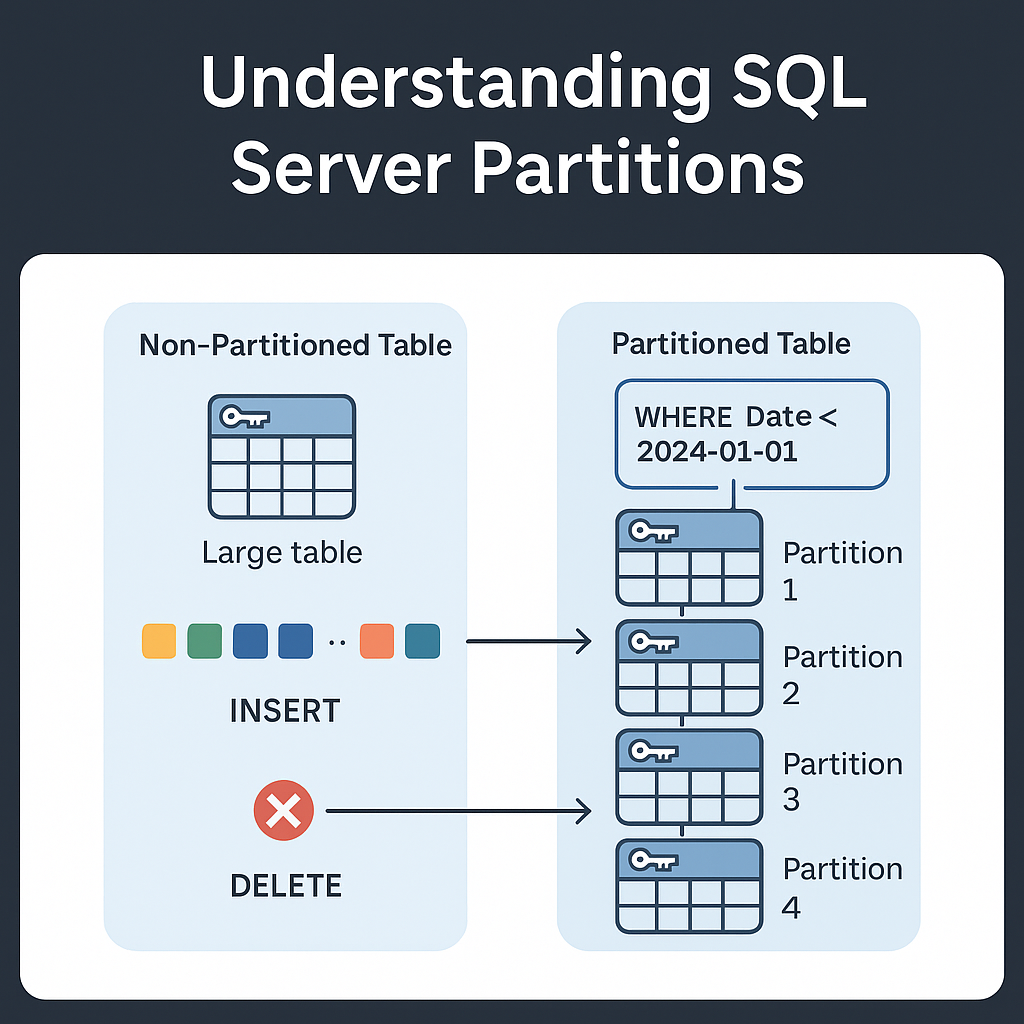 Understanding SQL
Server Partitions
Non-Partitioned Table
Large table
INSERT
DELETE
Partitioned Table
WHERE Date <
2024-01-01
Partition
1
Partition
2
Partition
3
Partition
4